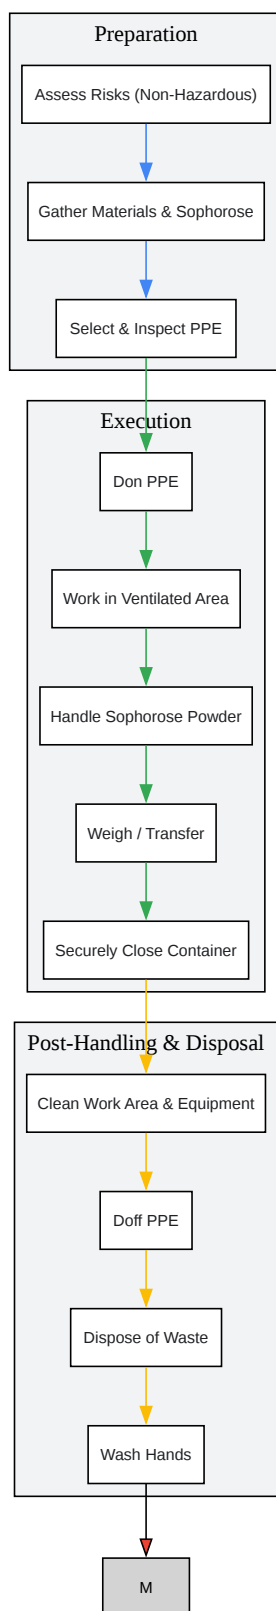 Preparation
Assess Risks (Non-Hazardous)
Gather Materials & Sophorose
Select & Inspect PPE
Execution
Don PPE
Work in Ventilated Area
Handle Sophorose Powder
Weigh / Transfer
Securely Close Container
Post-Handling & Disposal
Clean Work Area & Equipment
Doff PPE
Dispose of Waste
Wash Hands
M